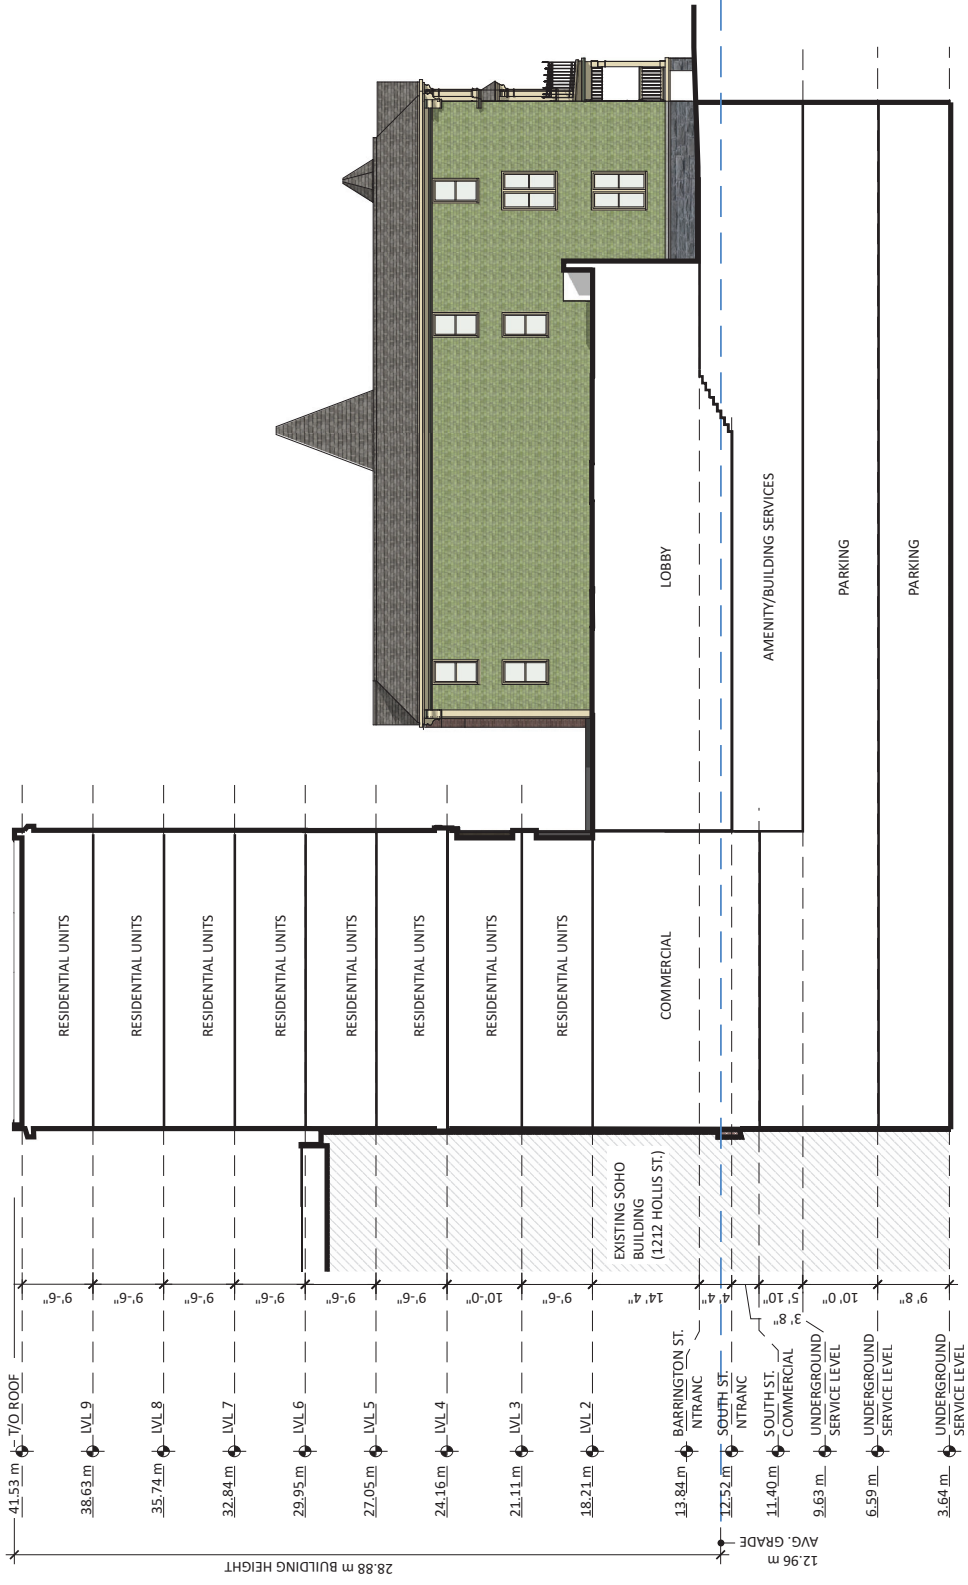 41.53 m
T/O ROOF
38.63 m
LVL 9
35.74 m
LVL 8
32.84 m
LVL 7
29.95 m
LVL 6
27.05 m
LVL 5
24.16 m
LVL 4
21.11 m
LVL 3
18.21 m
LVL 2
13.84 m
BARRINGTON ST.
NTRANC
12.52 m
SOUTH ST.
NTRANC
11.40 m
SOUTH ST.
COMMERCIAL
9.63 m
UNDERGROUND
SERVICE LEVEL
6.59 m
UNDERGROUND
SERVICE LEVEL
3.64 m
UNDERGROUND
SERVICE LEVEL
28.88 m BUILDING HEIGHT
12.96 m
AVG. GRADE
9'-6"
9'-6"
9'-6"
9'-6"
9'-6"
9'-6"
10'-0"
9'-6"
14'4"
4'4"
3'8"
5'10"
10'0"
9'8"
EXISTING SOHO
BUILDING
(1212 HOLLIS ST.)
RESIDENTIAL UNITS
RESIDENTIAL UNITS
RESIDENTIAL UNITS
RESIDENTIAL UNITS
RESIDENTIAL UNITS
RESIDENTIAL UNITS
RESIDENTIAL UNITS
RESIDENTIAL UNITS
COMMERCIAL
LOBBY
AMENITY/BUILDING SERVICES
PARKING
PARKING